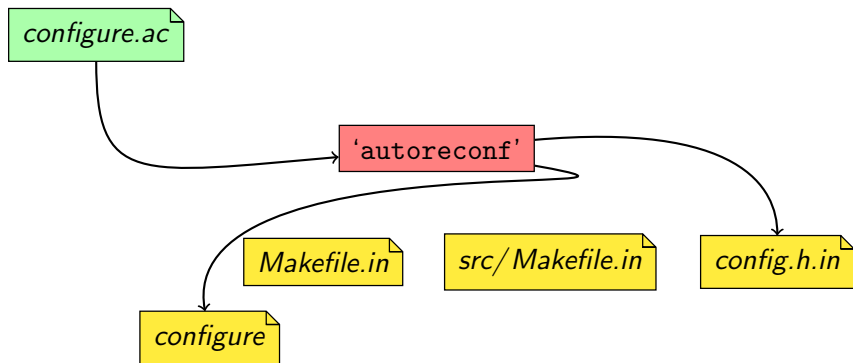 configure.ac
‘autoreconf’
Makefile.in
src/Makefile.in
config.h.in
configure